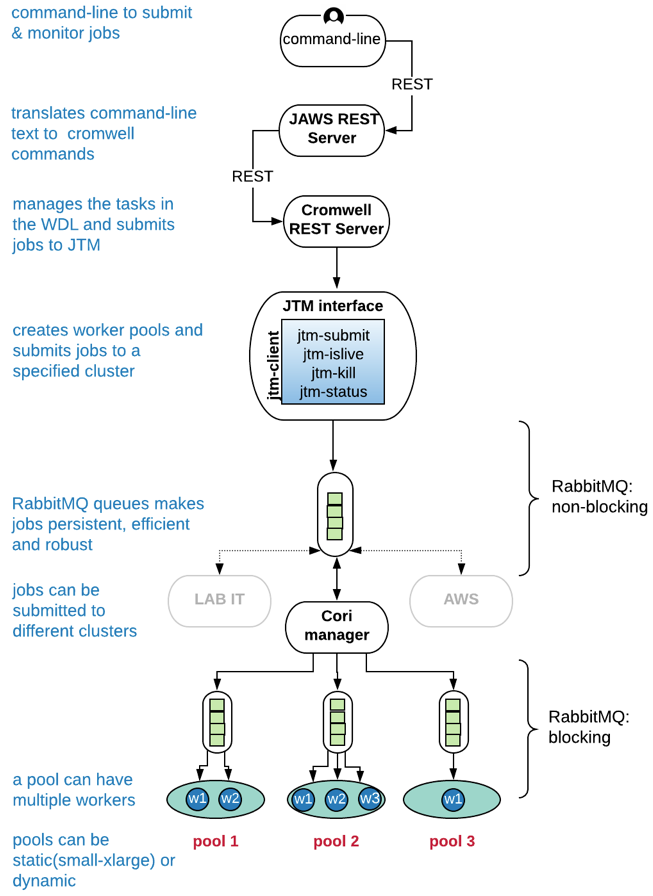 command-line to submit
& monitor jobs
command-line
REST
translates command-line
text to cromwell
commands
JAWS REST
Server
REST
manages the tasks in
the WDL and submits
jobs to JTM
Cromwell
REST Server
JTM interface
jtm-client
jtm-submit
jtm-islive
jtm-kill
jtm-status
creates worker pools and
submits jobs to a
specified cluster
RabbitMQ:
non-blocking
RabbitMQ queues makes
jobs persistent, efficient
and robust
jobs can be
submitted to
different clusters
LAB IT
AWS
Cori
manager
RabbitMQ:
blocking
a pool can have
multiple workers
w1 w2
w1 w2 w3
w1
pool 1
pool 2
pool 3
pools can be
static(small-xlarge) or
dynamic